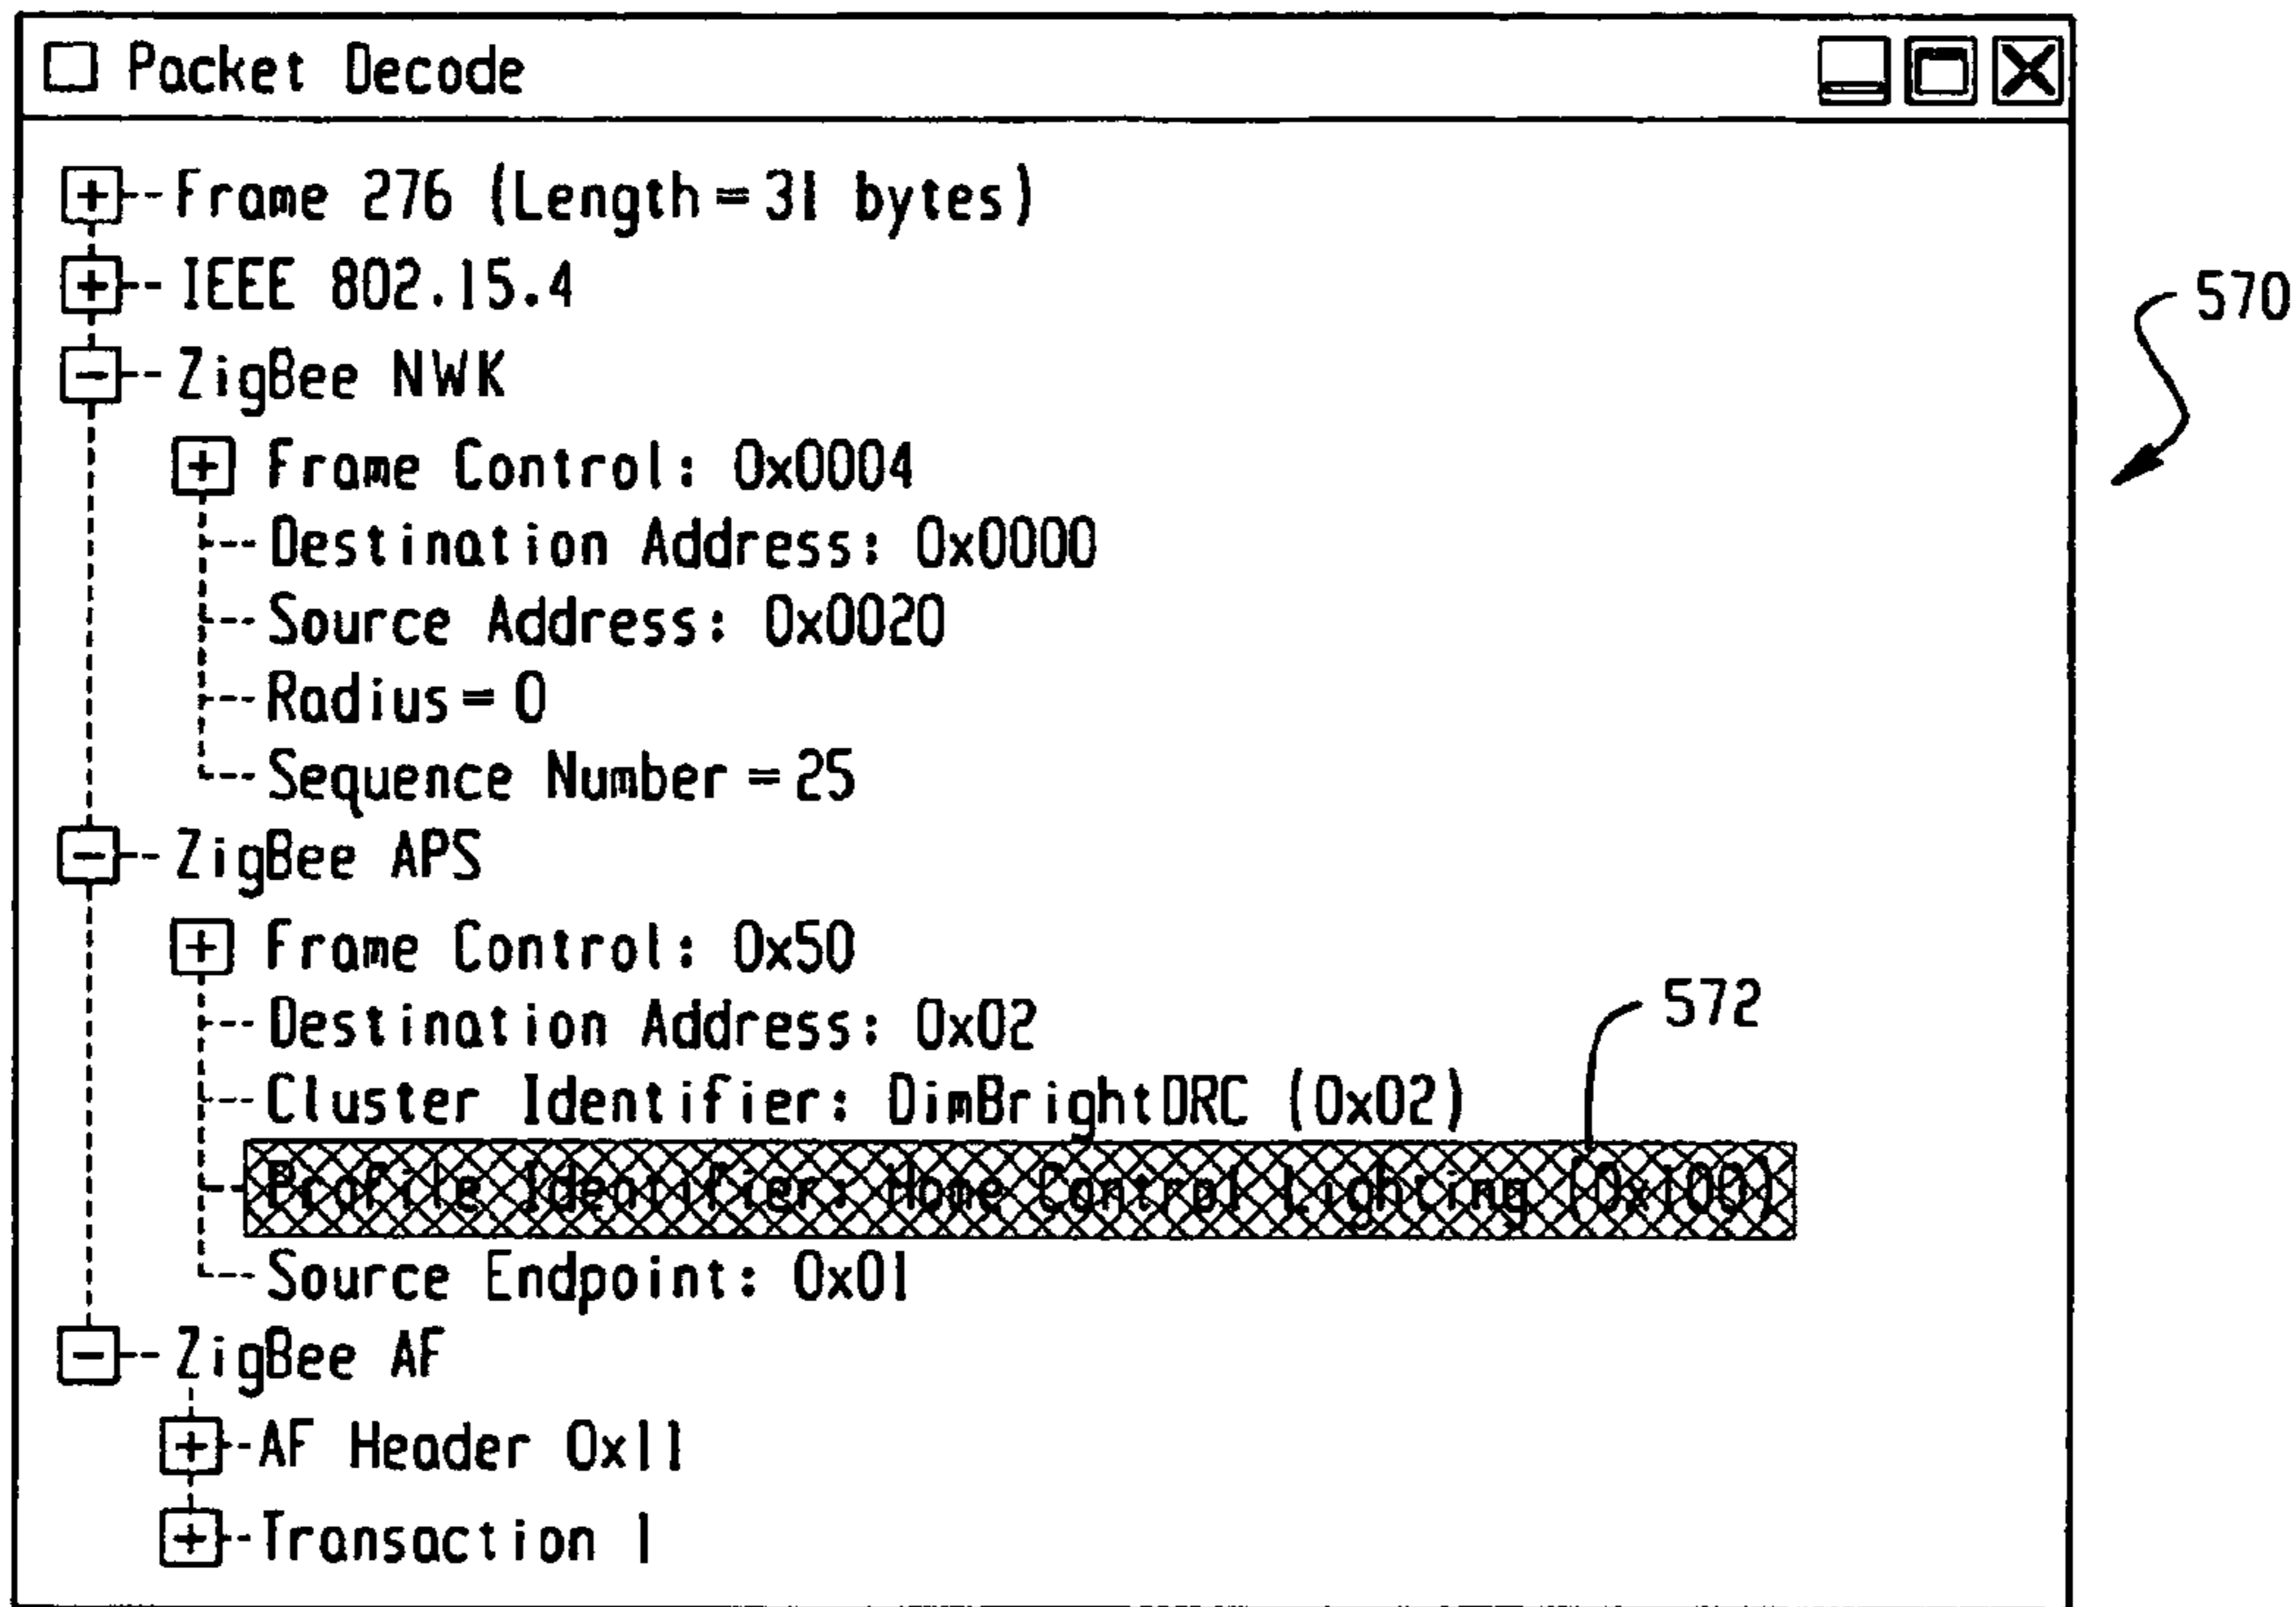 Packet Decode
Frame 276 (Length=31 bytes)
IEEE 802.15.4
570
ZigBee NWK
Frame Control: 0x0004
Destination Address: 0x0000
Source Address: 0x0020
Radius=0
Sequence Number=25
ZigBee APS
Frame Control: 0x50
572
Destination Address: 0x02
Cluster Identifier: DimBrightDRC (0x02)
Profile Identifier: Home Control Lighting (0x100)
Source Endpoint: 0x01
ZigBee AF
AF Header 0x11
Transaction 1